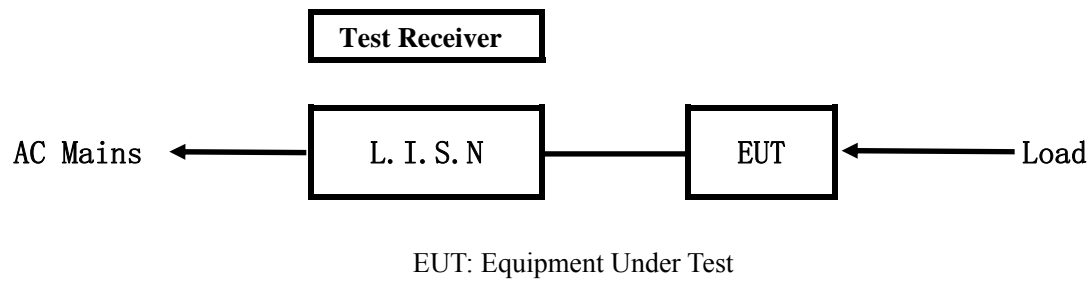 Test Receiver
AC Mains L.I.S.N EUT Load
EUT: Equipment Under Test